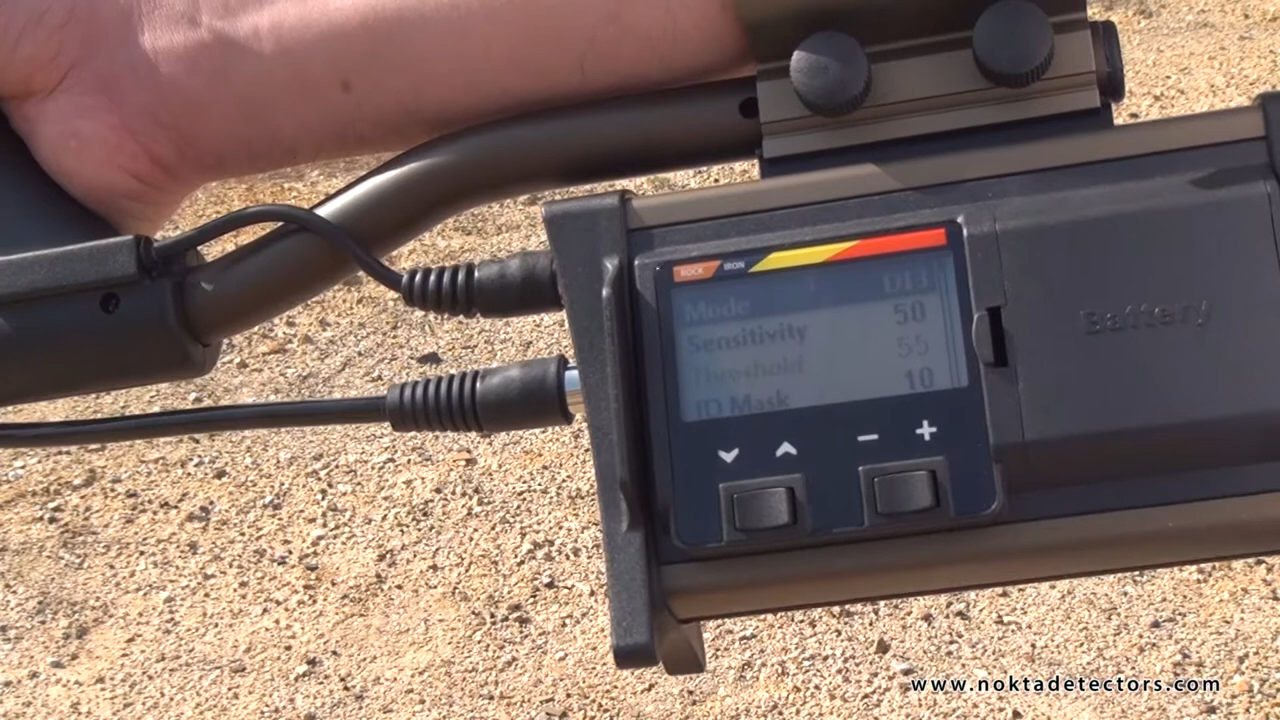 ROCK IRON
Mode DI3
Sensitivity 50
Threshold 55
ID Mask 10
Battery
www.noktadetectors.com